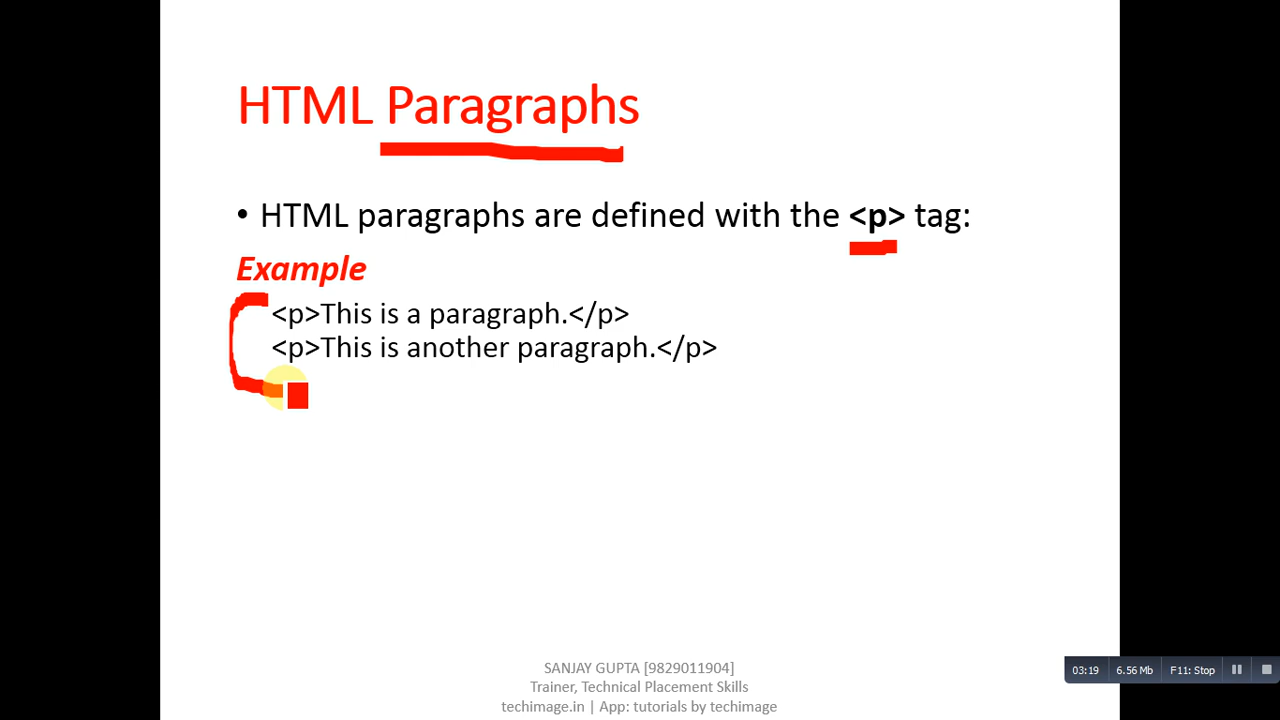 HTML Paragraphs
• HTML paragraphs are defined with the <p> tag:
Example
<p>This is a paragraph.</p>
<p>This is another paragraph.</p>
SANJAY GUPTA [9829011904]
Trainer, Technical Placement Skills
techimage.in | App: tutorials by techimage
03:19 6.56 Mb F11: Stop